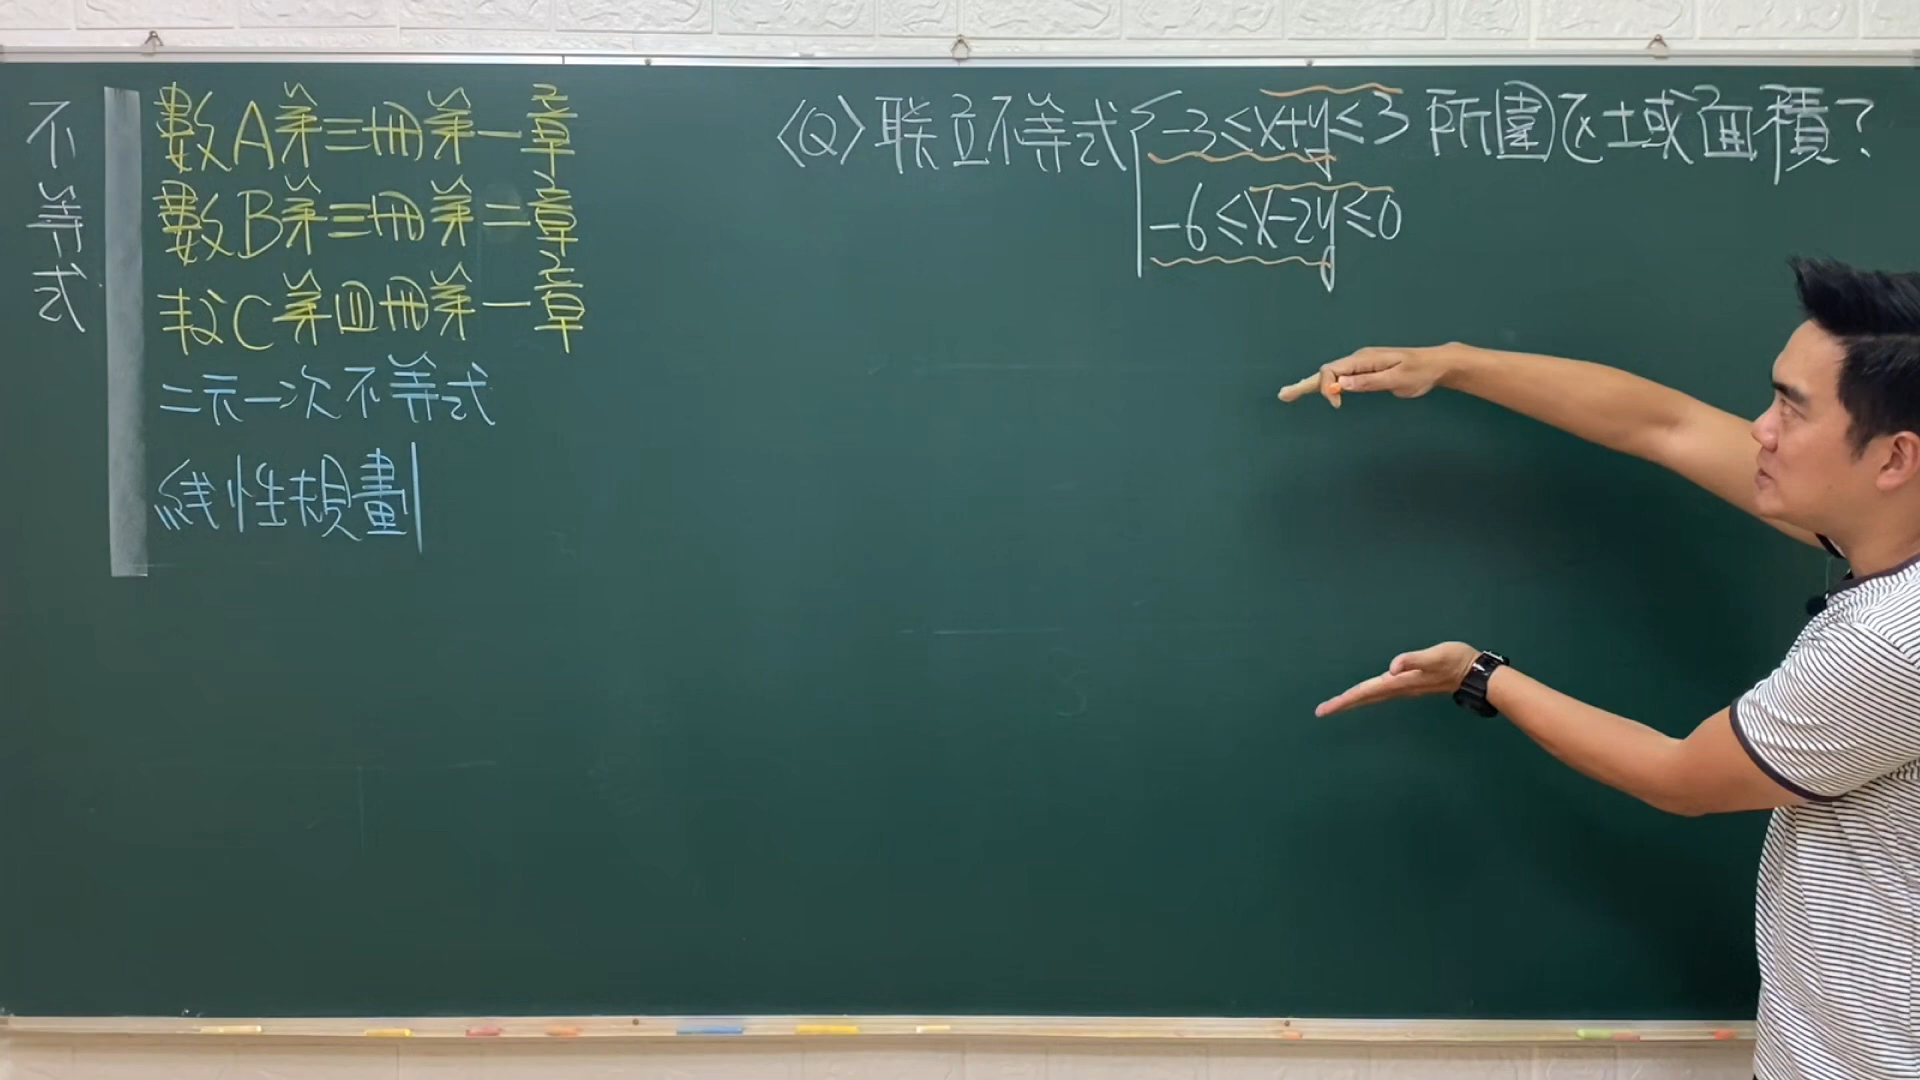 不等式
數A第三冊第一章
數B第三冊第二章
技C第四冊第一章
二元一次不等式
線性規劃
〈Q〉聯立不等式{-3≤x+y≤3 所圍区域面積?
-6≤x-2y≤0